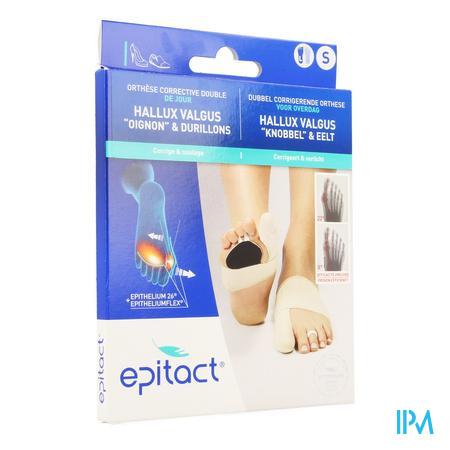 S
ORTHÈSE CORRECTIVE DOUBLE
DE JOUR
HALLUX VALGUS
"OIGNON" & DURILLONS
Corrige & soulage
DUBBEL CORRIGERENDE ORTHESE
VOOR OVERDAG
HALLUX VALGUS
"KNOBBEL" & EELT
Corrigeert & verlicht
22°
+ EPITHELIUM 26®
EPITHELIUMFLEX®
epitact®
IPM